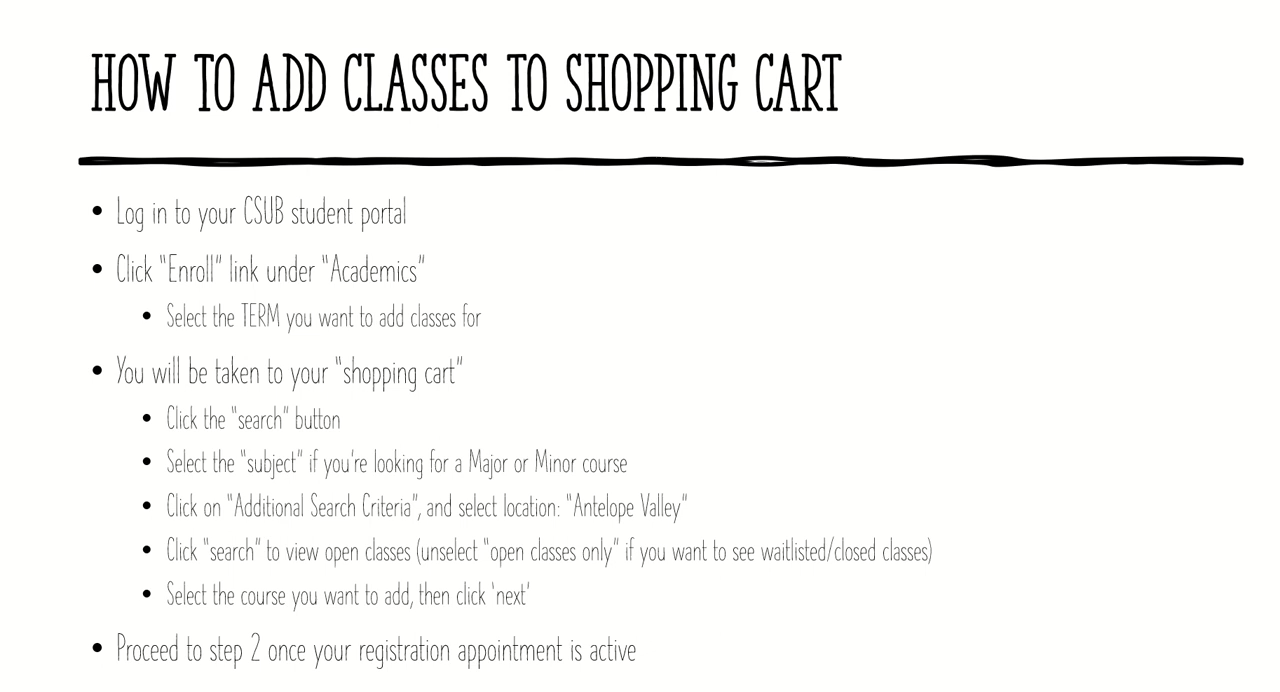 HOW TO ADD CLASSES TO SHOPPING CART
• Log in to your CSUB student portal
• Click "Enroll" link under "Academics"
• Select the TERM you want to add classes for
• You will be taken to your "shopping cart"
• Click the "search" button
• Select the "subject" if you're looking for a Major or Minor course
• Click on "Additional Search Criteria", and select location: "Antelope Valley"
• Click "search" to view open classes (unselect "open classes only" if you want to see waitlisted/closed classes)
• Select the course you want to add, then click 'next'
• Proceed to step 2 once your registration appointment is active